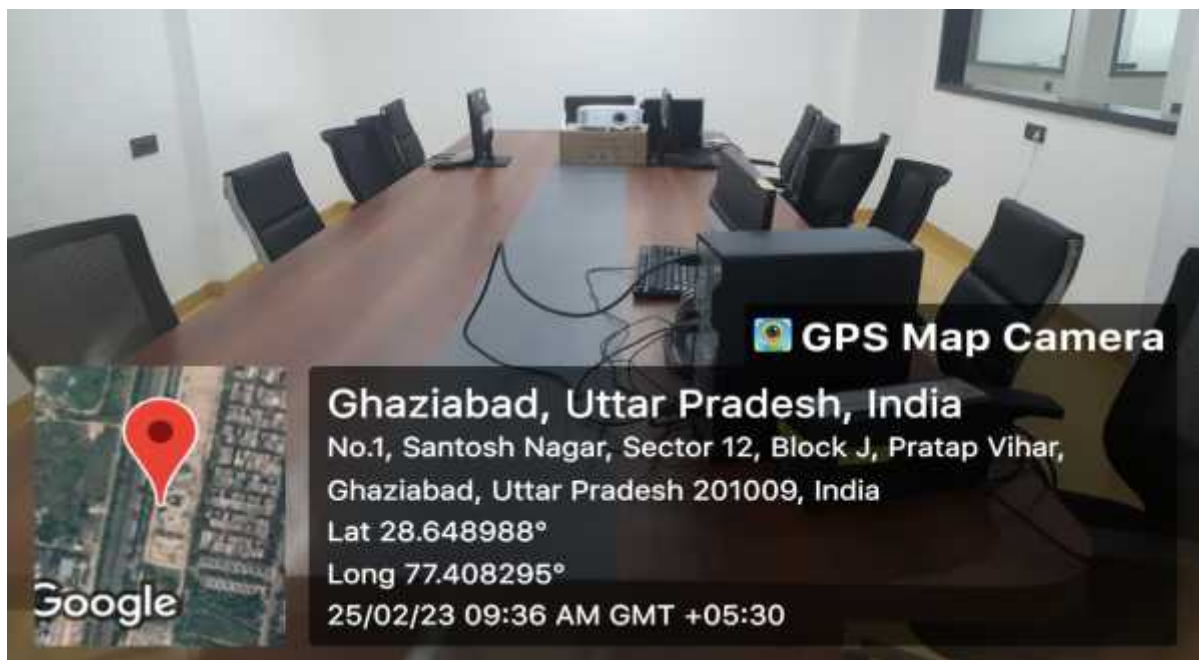 GPS Map Camera
Ghaziabad, Uttar Pradesh, India
No.1, Santosh Nagar, Sector 12, Block J, Pratap Vihar,
Ghaziabad, Uttar Pradesh 201009, India
Lat 28.648988°
Long 77.408295°
25/02/23 09:36 AM GMT +05:30
Google